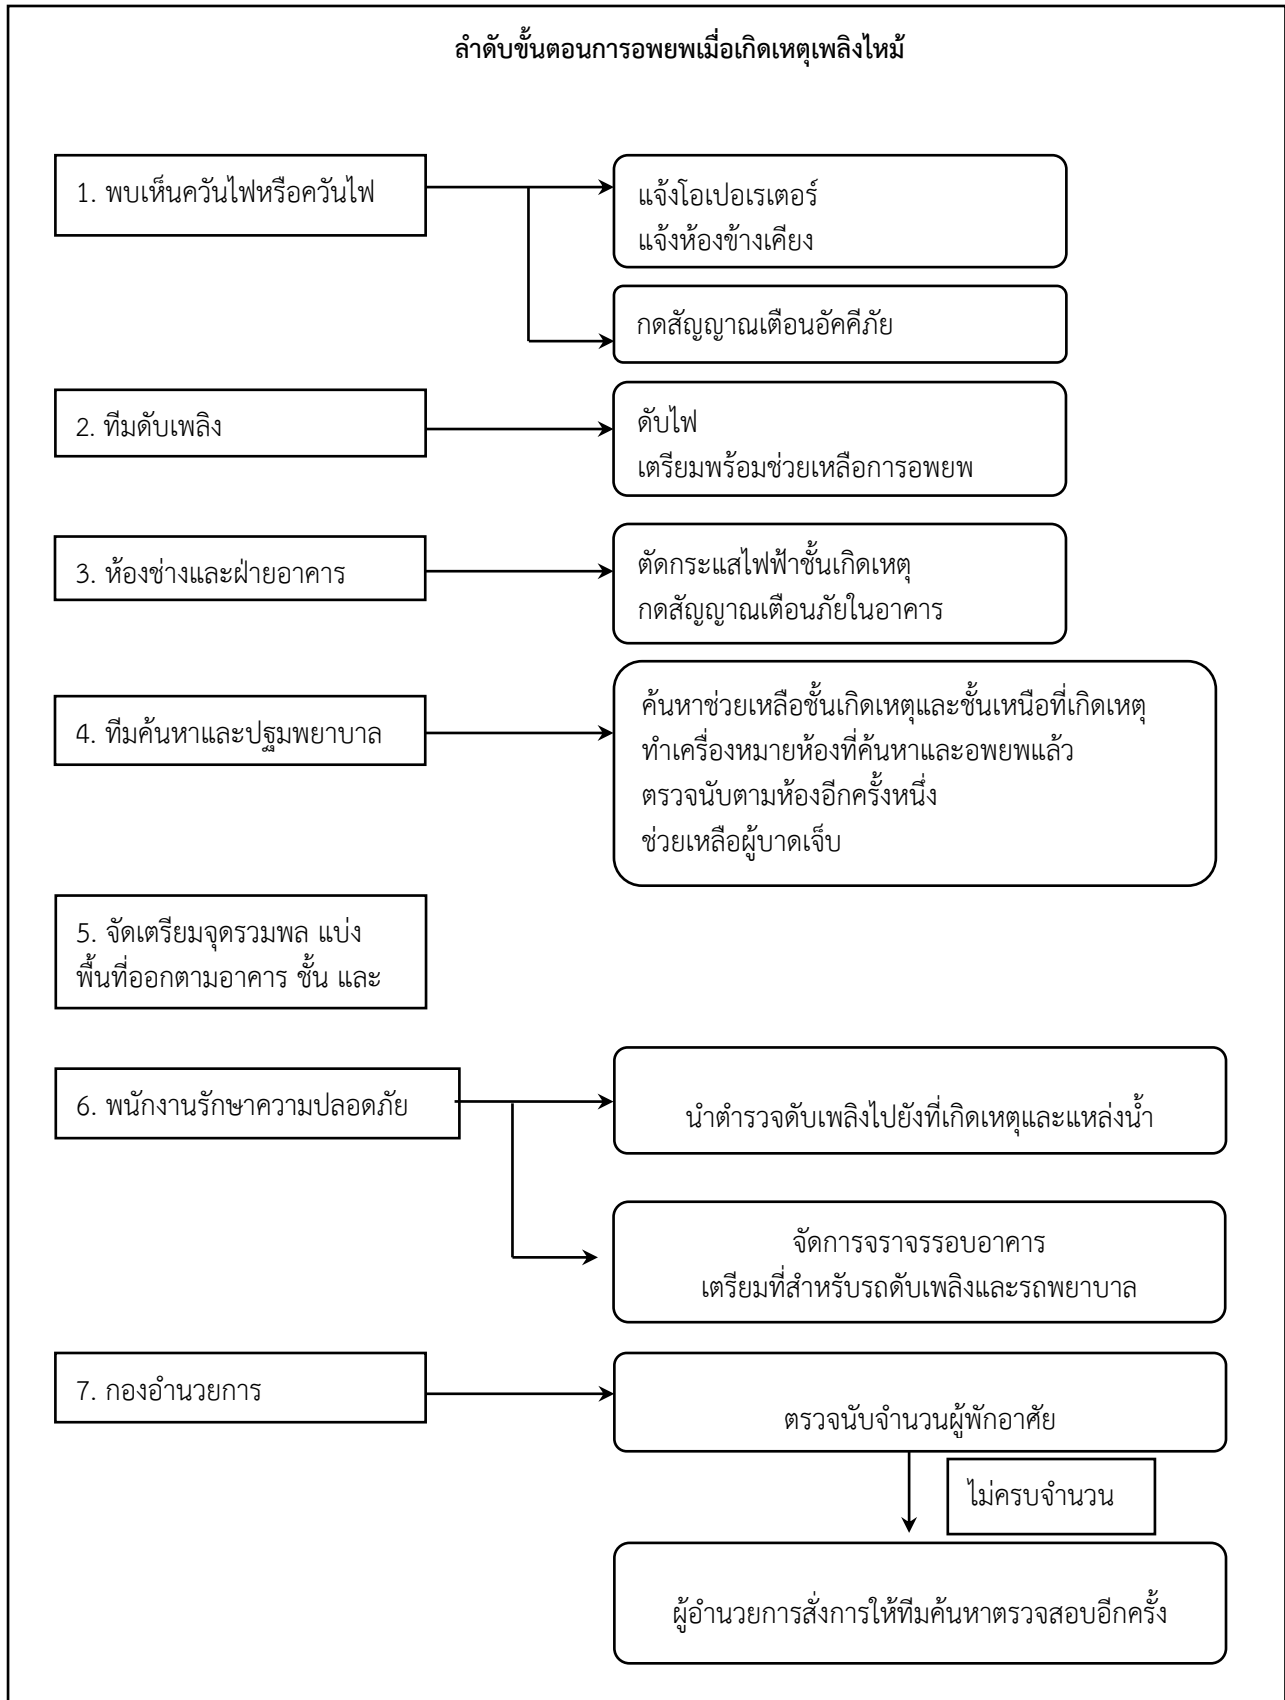 ลำดับขั้นตอนการอพยพเมื่อเกิดเหตุเพลิงไหม้
1. พบเห็นควันไฟหรือควันไฟ
แจ้งโอเปอเรเตอร์
แจ้งห้องข้างเคียง
กดสัญญาณเตือนอัคคีภัย
2. ทีมดับเพลิง
ดับไฟ
เตรียมพร้อมช่วยเหลือการอพยพ
3. ห้องช่างและฝ่ายอาคาร
ตัดกระแสไฟฟ้าชั้นเกิดเหตุ
กดสัญญาณเตือนภัยในอาคาร
4. ทีมค้นหาและปฐมพยาบาล
ค้นหาช่วยเหลือชั้นเกิดเหตุและชั้นเหนือที่เกิดเหตุ
ทำเครื่องหมายห้องที่ค้นหาและอพยพแล้ว
ตรวจนับตามห้องอีกครั้งหนึ่ง
ช่วยเหลือผู้บาดเจ็บ
5. จัดเตรียมจุดรวมพล แบ่ง
พื้นที่ออกตามอาคาร ชั้น และ
6. พนักงานรักษาความปลอดภัย
นำตำรวจดับเพลิงไปยังที่เกิดเหตุและแหล่งน้ำ
จัดการจราจรรอบอาคาร
เตรียมที่สำหรับรถดับเพลิงและรถพยาบาล
7. กองอำนวยการ
ตรวจนับจำนวนผู้พักอาศัย
ไม่ครบจำนวน
ผู้อำนวยการสั่งการให้ทีมค้นหาตรวจสอบอีกครั้ง